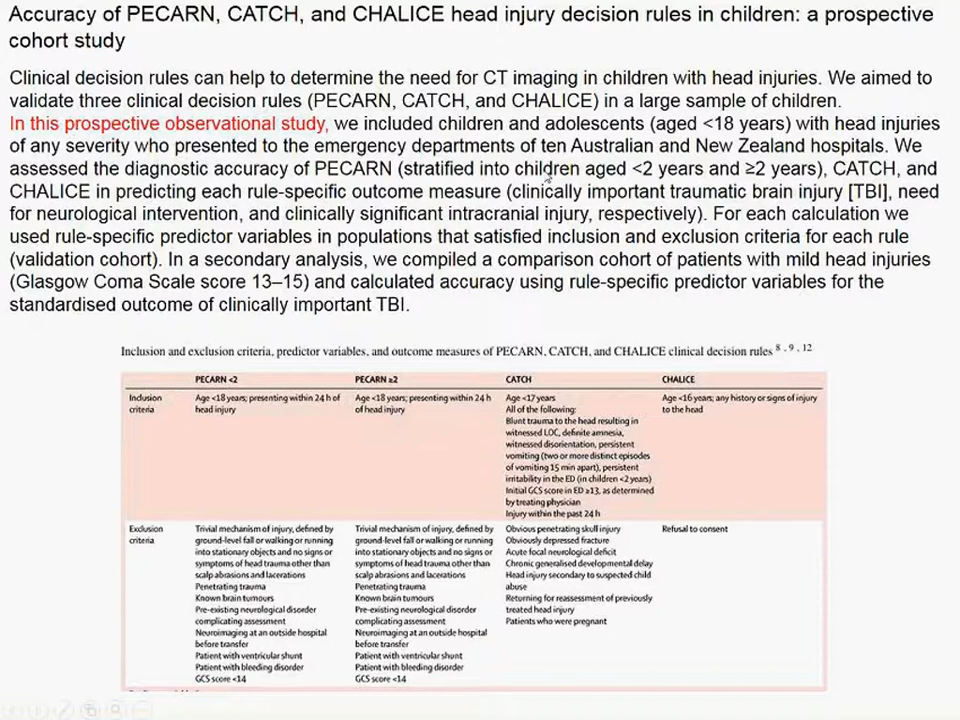 Accuracy of PECARN, CATCH, and CHALICE head injury decision rules in children: a prospective
cohort study
Clinical decision rules can help to determine the need for CT imaging in children with head injuries. We aimed to
validate three clinical decision rules (PECARN, CATCH, and CHALICE) in a large sample of children.
In this prospective observational study, we included children and adolescents (aged <18 years) with head injuries
of any severity who presented to the emergency departments of ten Australian and New Zealand hospitals. We
assessed the diagnostic accuracy of PECARN (stratified into children aged <2 years and ≥2 years), CATCH, and
CHALICE in predicting each rule-specific outcome measure (clinically important traumatic brain injury [TBI], need
for neurological intervention, and clinically significant intracranial injury, respectively). For each calculation we
used rule-specific predictor variables in populations that satisfied inclusion and exclusion criteria for each rule
(validation cohort). In a secondary analysis, we compiled a comparison cohort of patients with mild head injuries
(Glasgow Coma Scale score 13–15) and calculated accuracy using rule-specific predictor variables for the
standardised outcome of clinically important TBI.
Inclusion and exclusion criteria, predictor variables, and outcome measures of PECARN, CATCH, and CHALICE clinical decision rules 8 , 9 , 12
PECARN <2
PECARN ≥2
CATCH
CHALICE
Inclusion
criteria
Age <18 years; presenting within 24 h of
head injury
Age <18 years; presenting within 24 h
of head injury
Age <17 years
All of the following:
Blunt trauma to the head resulting in
witnessed LOC, definite amnesia,
witnessed disorientation, persistent
vomiting (two or more distinct episodes
of vomiting 15 min apart), persistent
irritability in the ED (in children <2 years)
Initial GCS score in ED ≥13, as determined
by treating physician
Injury within the past 24 h
Age <16 years; any history or signs of injury
to the head
Exclusion
criteria
Trivial mechanism of injury, defined by
ground-level fall or walking or running
into stationary objects and no signs or
symptoms of head trauma other than
scalp abrasions and lacerations
Penetrating trauma
Known brain tumours
Pre-existing neurological disorder
complicating assessment
Neuroimaging at an outside hospital
before transfer
Patient with ventricular shunt
Patient with bleeding disorder
GCS score <14
Trivial mechanism of injury, defined by
ground-level fall or walking or running
into stationary objects and no signs or
symptoms of head trauma other than
scalp abrasions and lacerations
Penetrating trauma
Known brain tumours
Pre-existing neurological disorder
complicating assessment
Neuroimaging at an outside hospital
before transfer
Patient with ventricular shunt
Patient with bleeding disorder
GCS score <14
Obvious penetrating skull injury
Obviously depressed fracture
Acute focal neurological deficit
Chronic generalised developmental delay
Head injury secondary to suspected child
abuse
Returning for reassessment of previously
treated head injury
Patients who were pregnant
Refusal to consent